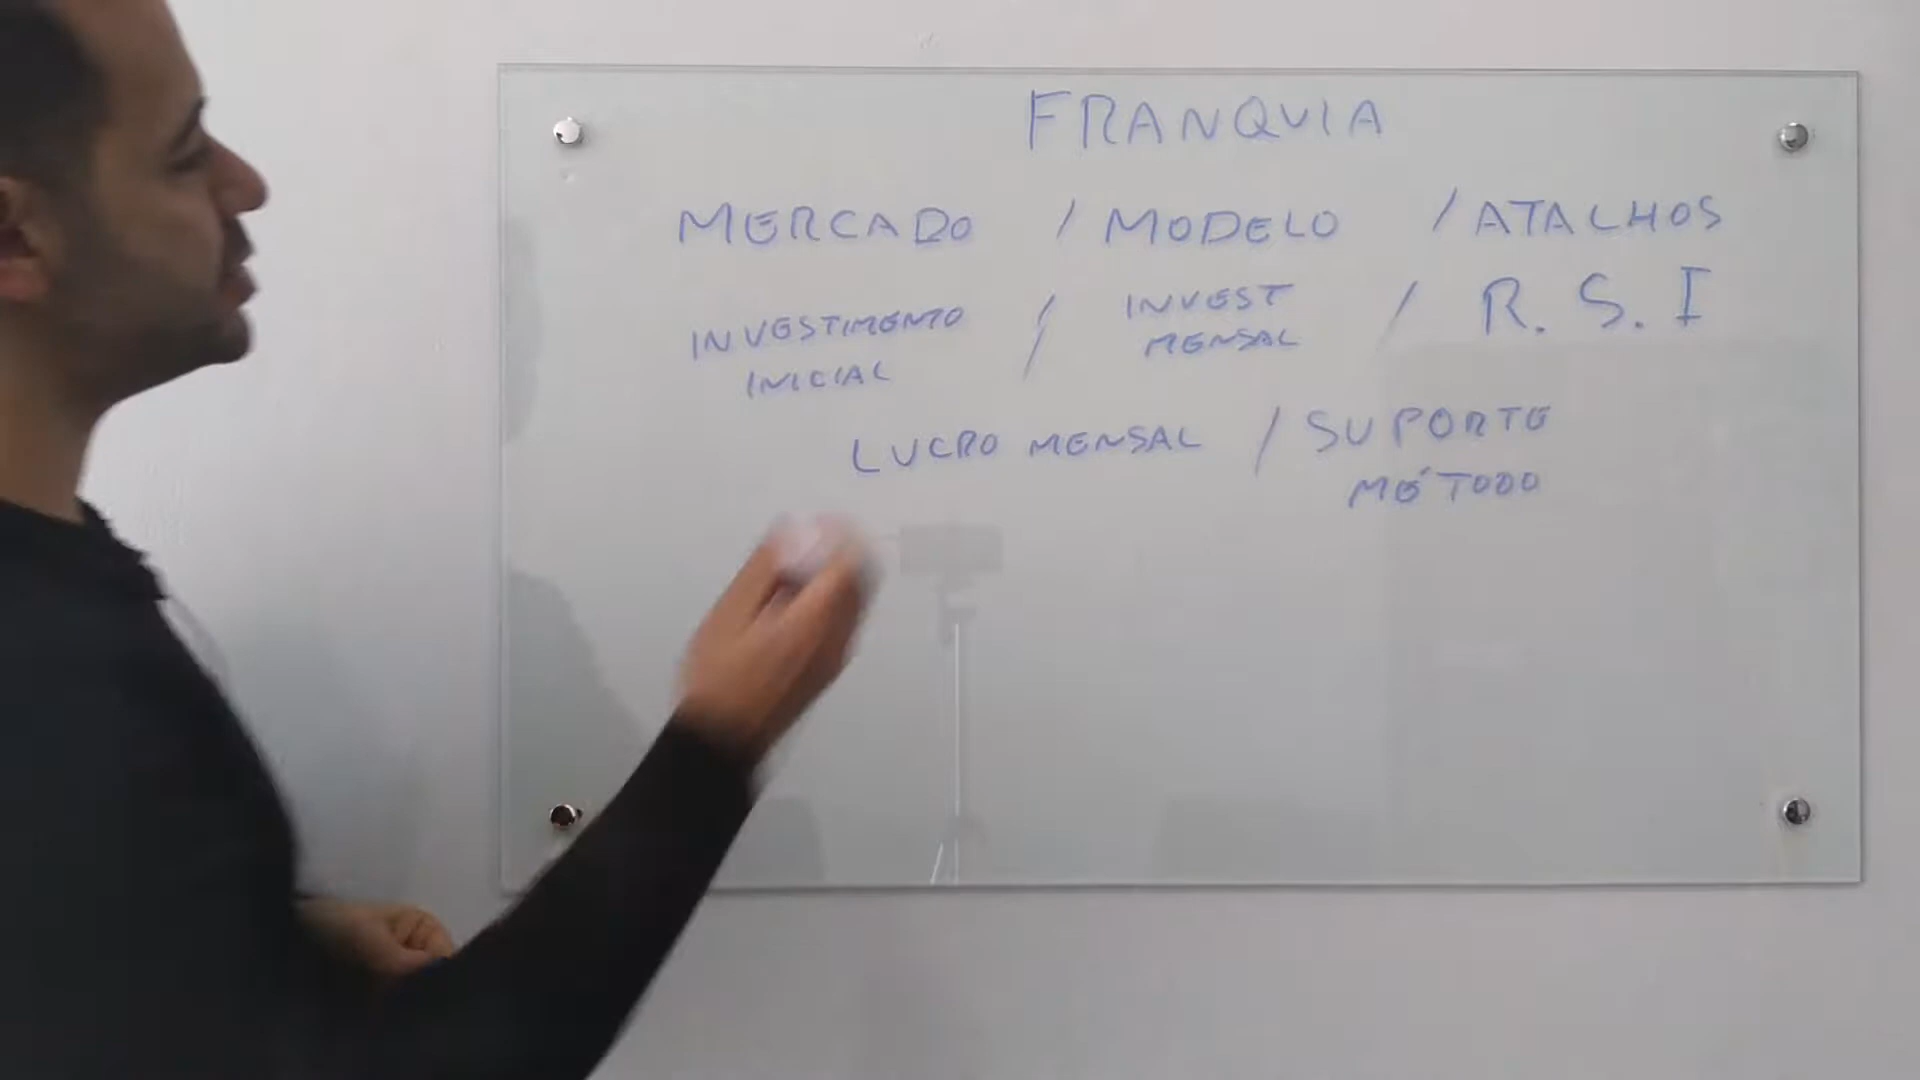 FRANQUIA
MERCADO / MODELO / ATALHOS
INVESTIMENTO / INVEST / R. S. I
INICIAL MENSAL
LUCRO MENSAL / SUPORTE
MÉTODO